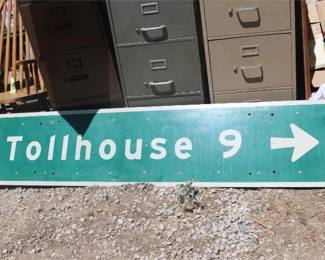 Tollhouse 9 →